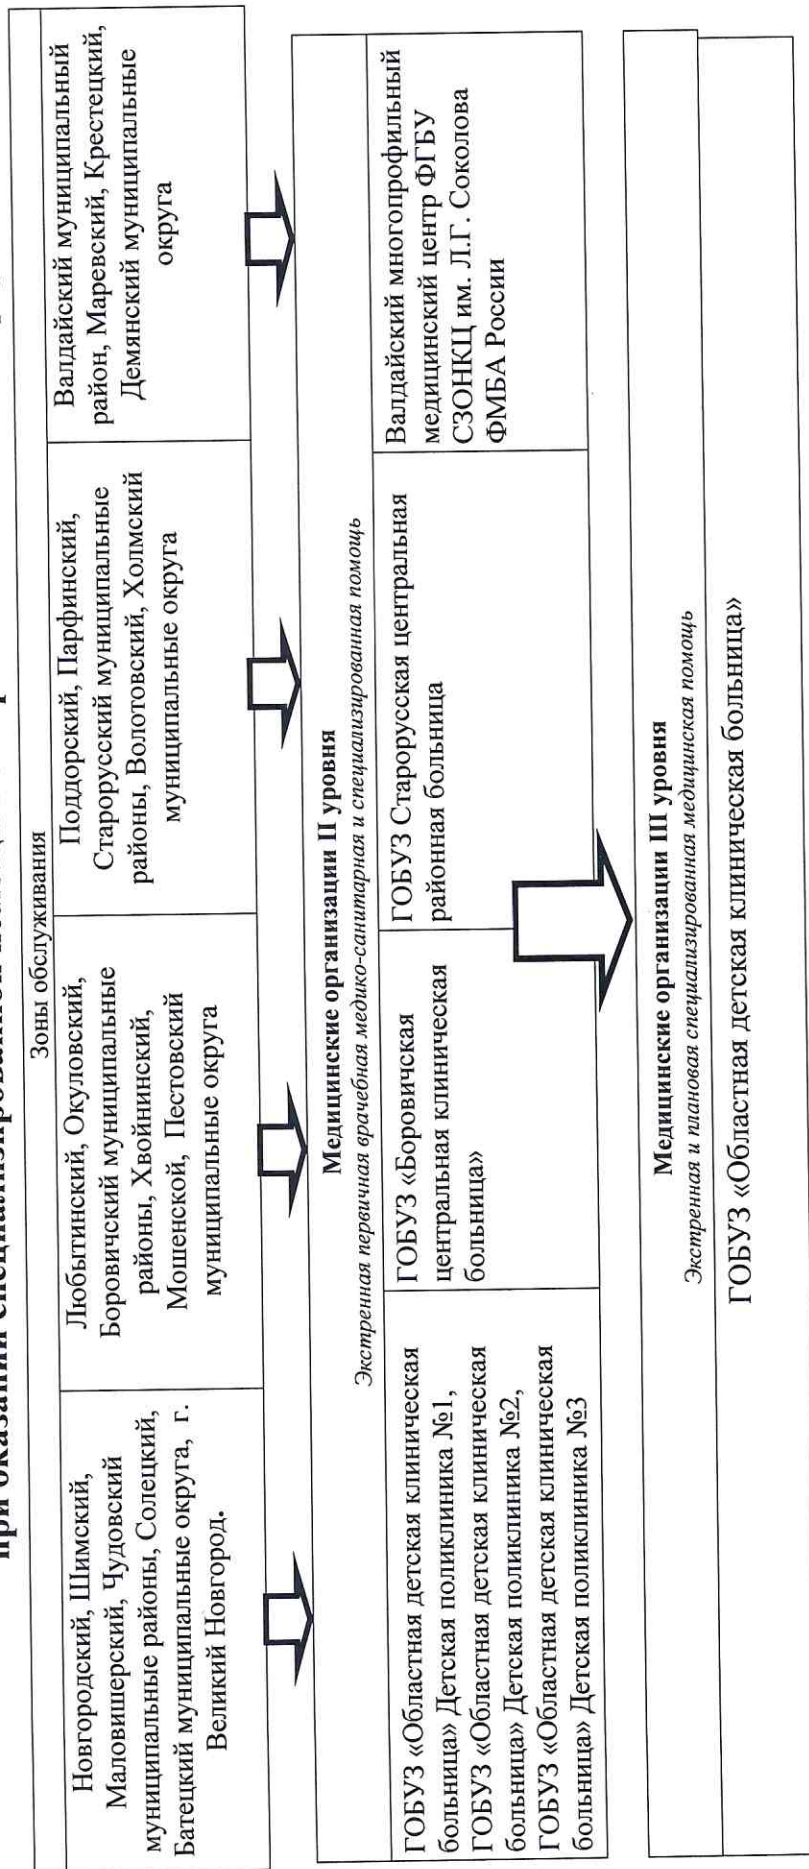 при оказании специализированной
Зоны обслуживания
Новгородский, Шимский,
Маловишерский, Чудовский
муниципальные районы, Солецкий,
Батецкий муниципальные округа, г.
Великий Новгород.
Любытинский, Окуловский,
Боровичский муниципальные
районы, Хвойнинский,
Мошенской, Пестовский
муниципальные округа
Поддорский, Парфинский,
Старорусский муниципальные
районы, Волотовский, Холмский
муниципальные округа
Валдайский муниципальный
район, Маревский, Крестецкий,
Демянский муниципальные
округа
Медицинские организации II уровня
Экстренная первичная врачебная медико-санитарная и специализированная помощь
ГОБУЗ «Областная детская клиническая
больница» Детская поликлиника №1,
ГОБУЗ «Областная детская клиническая
больница» Детская поликлиника №2,
ГОБУЗ «Областная детская клиническая
больница» Детская поликлиника №3
ГОБУЗ «Боровичская
центральная клиническая
больница»
ГОБУЗ Старорусская центральная
районная больница
Валдайский многопрофильный
медицинский центр ФГБУ
СЗОНКЦ им. Л.Г. Соколова
ФМБА России
Медицинские организации III уровня
Экстренная и плановая специализированная медицинская помощь
ГОБУЗ «Областная детская клиническая больница»